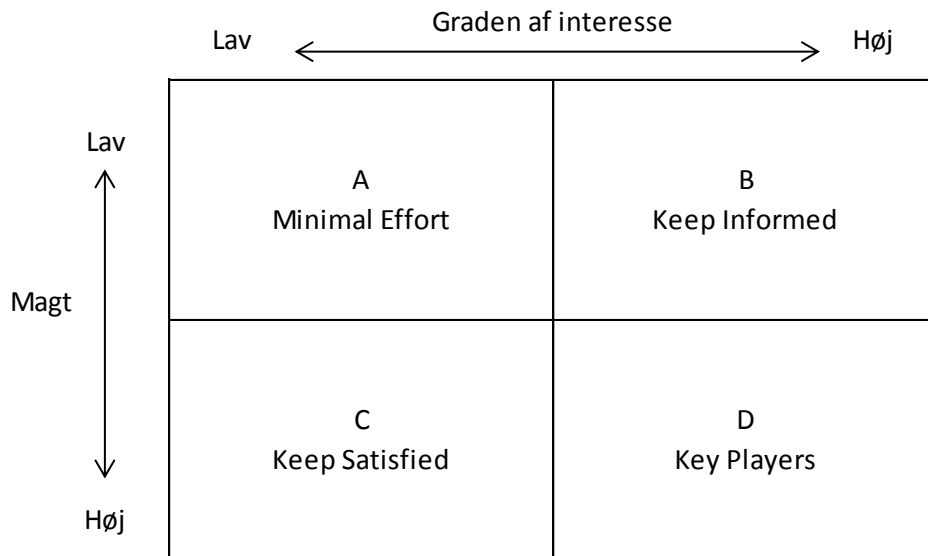 Graden af interesse
Lav
Høj
Lav
A
Minimal Effort
B
Keep Informed
Magt
C
Keep Satisfied
D
Key Players
Høj